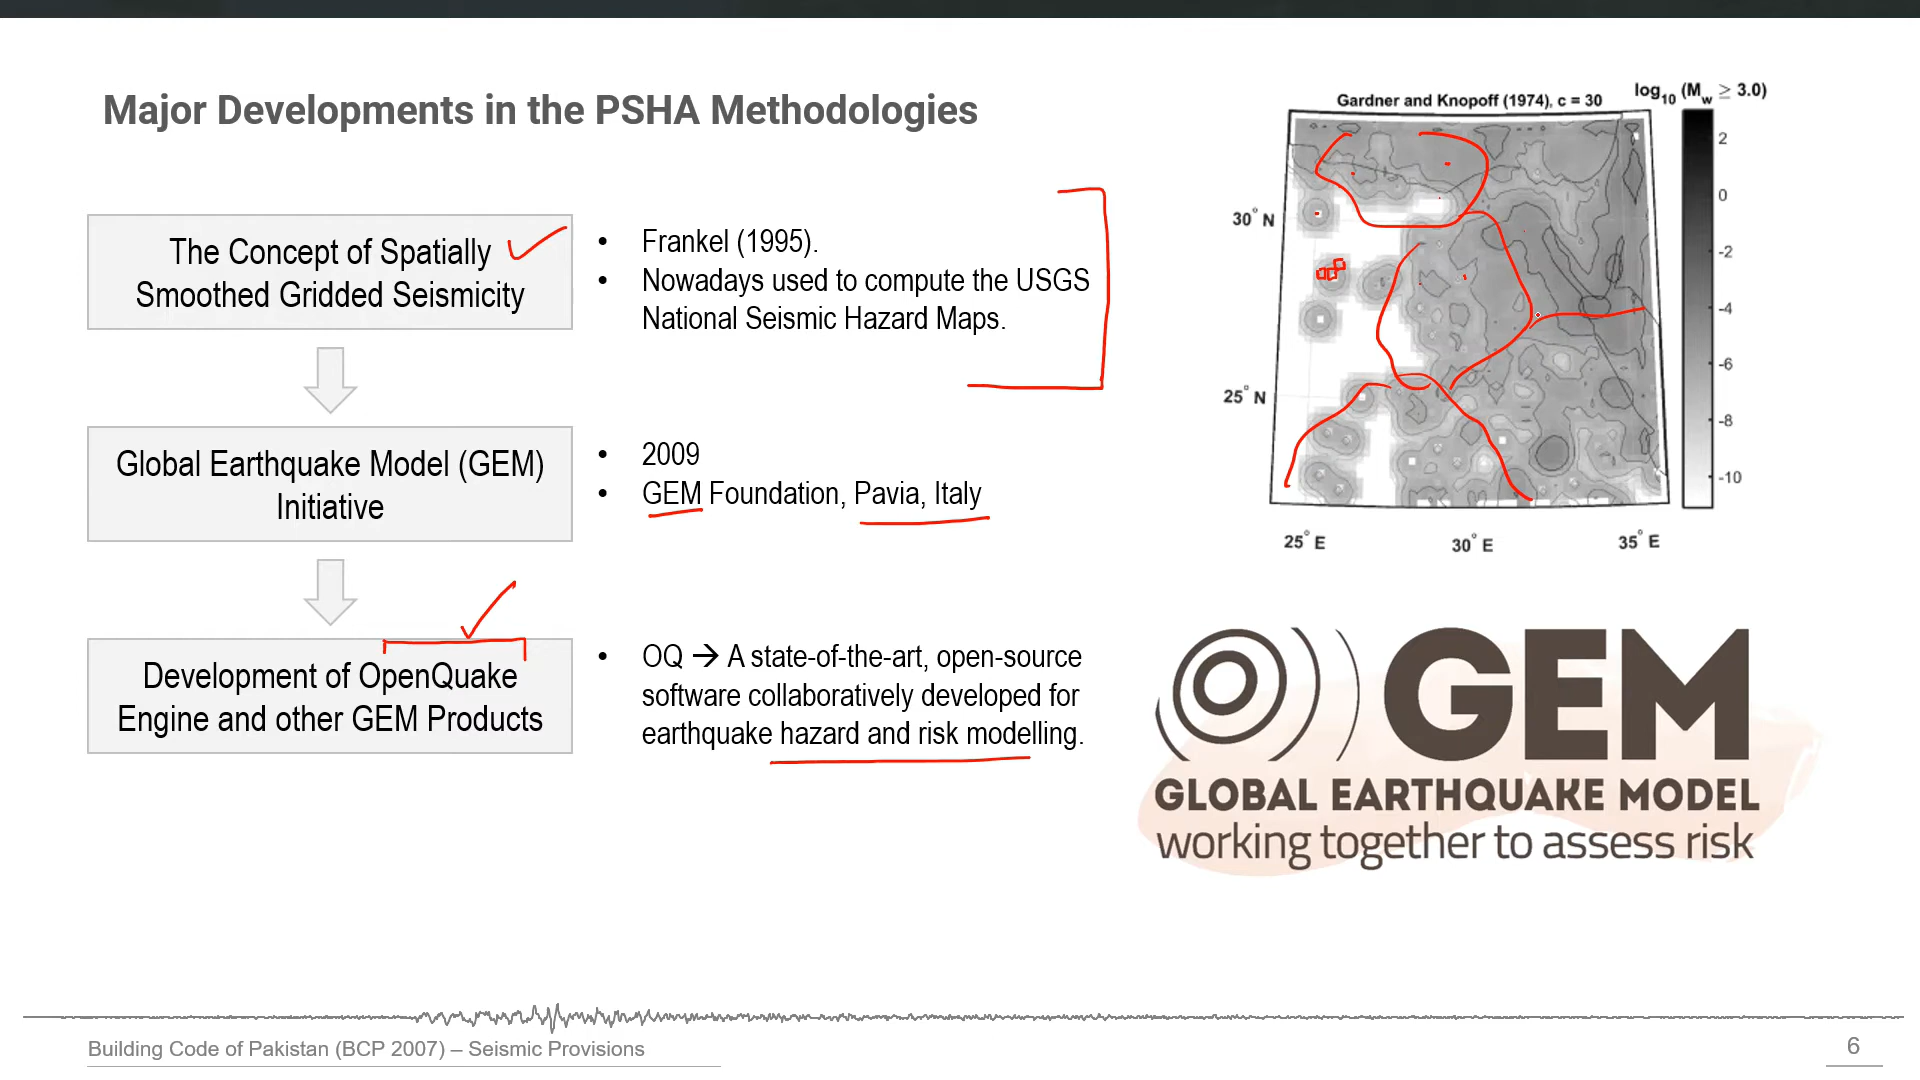 Major Developments in the PSHA Methodologies
The Concept of Spatially
Smoothed Gridded Seismicity
• Frankel (1995).
• Nowadays used to compute the USGS
National Seismic Hazard Maps.
Global Earthquake Model (GEM)
Initiative
• 2009
• GEM Foundation, Pavia, Italy
Development of OpenQuake
Engine and other GEM Products
• OQ → A state-of-the-art, open-source
software collaboratively developed for
earthquake hazard and risk modelling.
Gardner and Knopoff (1974), c = 30
log10 (Mw ≥ 3.0)
2
0
-2
-4
-6
-8
-10
30° N
25° N
25° E
30° E
35° E
GEM
GLOBAL EARTHQUAKE MODEL
working together to assess risk
Building Code of Pakistan (BCP 2007) – Seismic Provisions
6